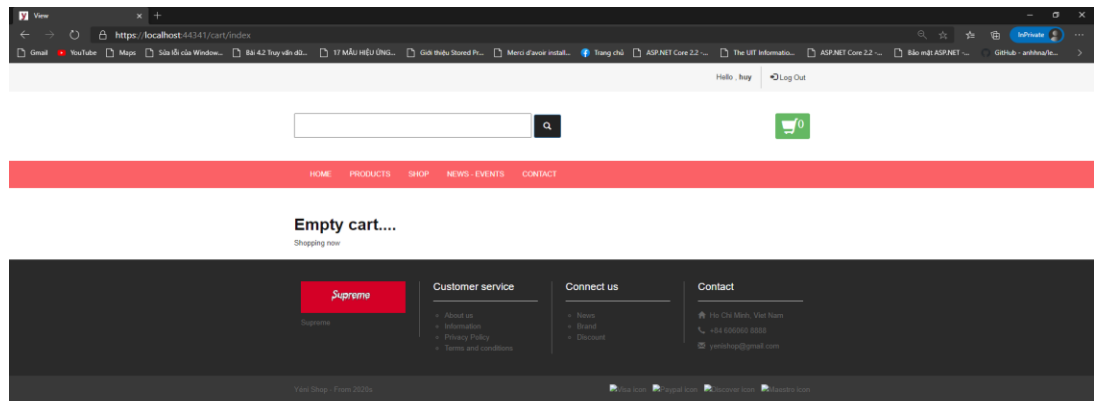 View
https://localhost:44341/cart/index
InPrivate
Gmail YouTube Maps Sửa lỗi của Window... Bài 4.2 Truy vấn dữ... 17 MẪU HIỆU ỨNG... Giới thiệu Stored Pr... Merci d'avoir install... Trang chủ ASP.NET Core 2.2 -... The UIT Informatio... ASP.NET Core 2.2 -... Bảo mật ASP.NET -... GitHub - anhhna/le...
Hello , huy Log Out
0
HOME PRODUCTS SHOP NEWS - EVENTS CONTACT
Empty cart....
Shopping now
Supreme
Supreme
Customer service
About us
Information
Privacy Policy
Terms and conditions
Connect us
News
Brand
Discount
Contact
Ho Chi Minh, Viet Nam
+84 686868 8888
yenishop@gmail.com
Yeni Shop - From 2020s
Visa icon Paypal icon Discover icon Maestro icon